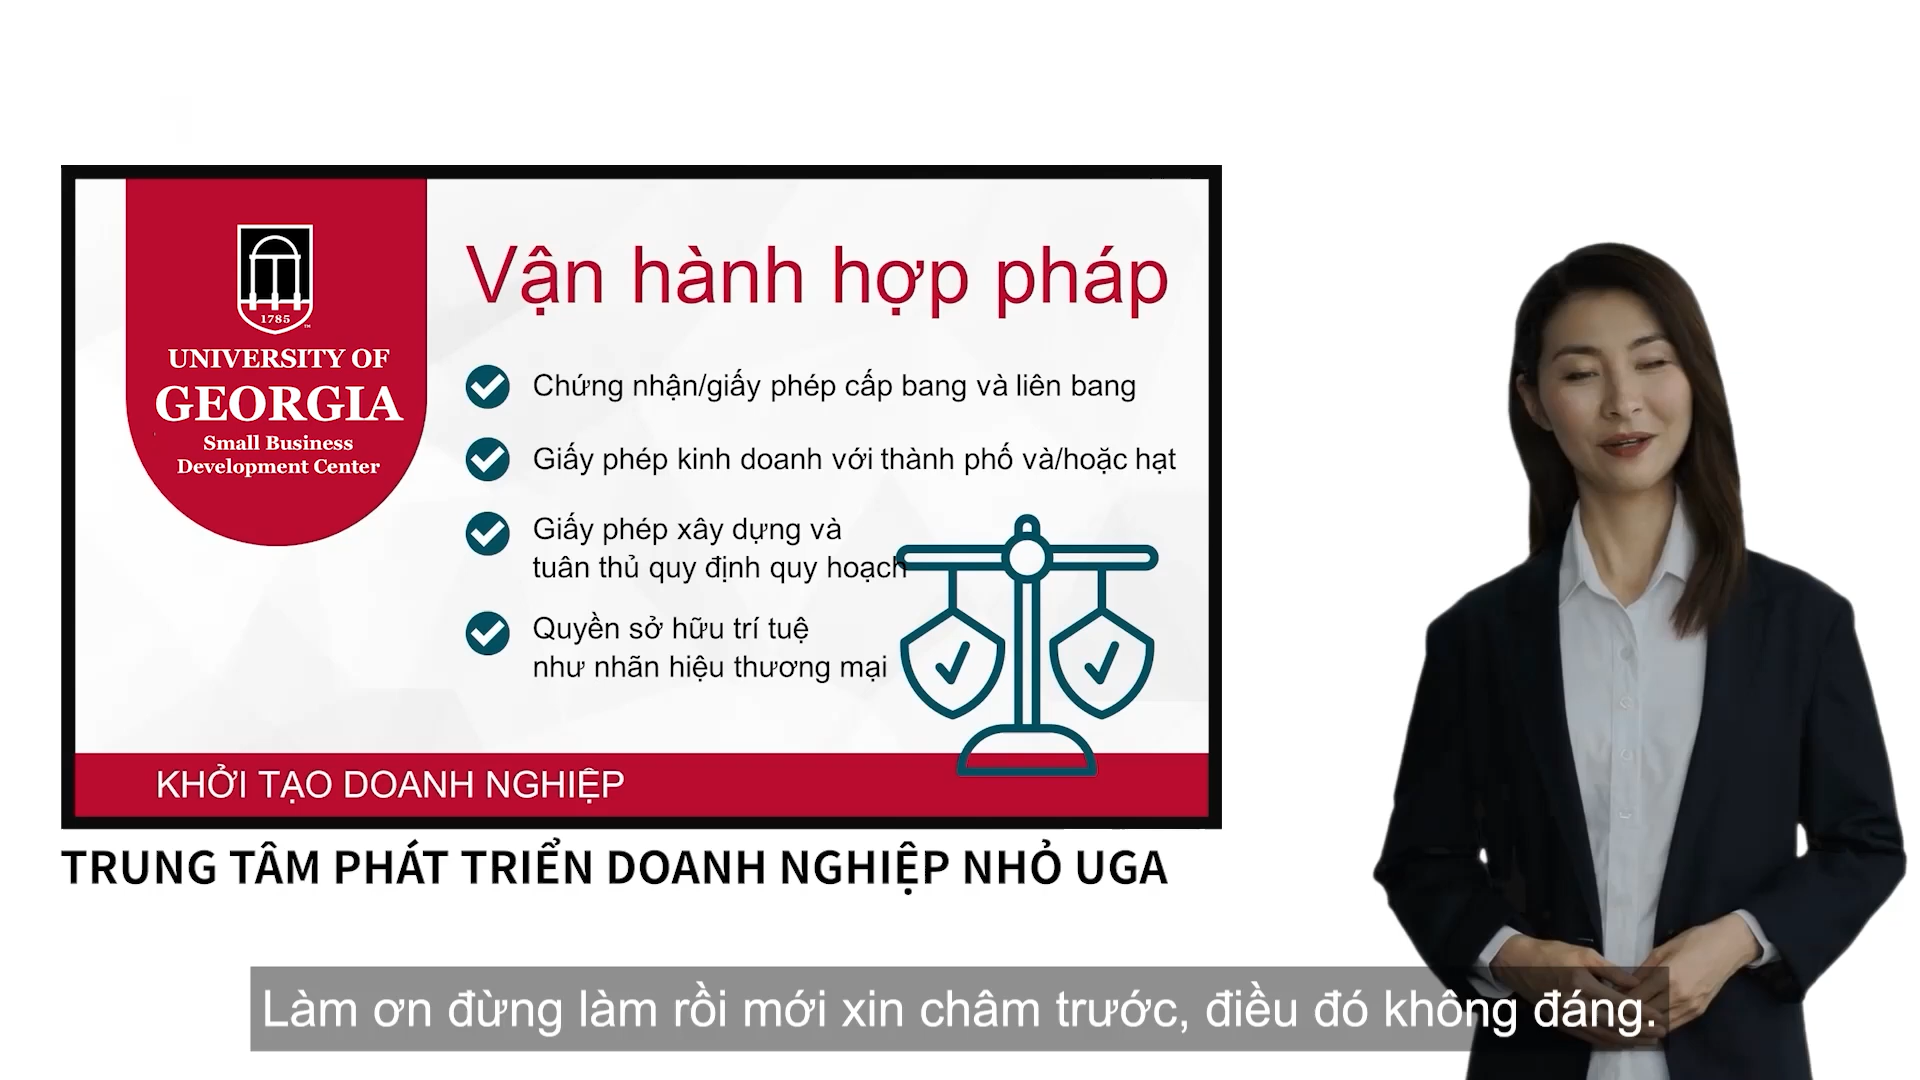 1785
UNIVERSITY OF
GEORGIA
Small Business
Development Center
Vận hành hợp pháp
Chứng nhận/giấy phép cấp bang và liên bang
Giấy phép kinh doanh với thành phố và/hoặc hạt
Giấy phép xây dựng và
tuân thủ quy định quy hoạch
Quyền sở hữu trí tuệ
như nhãn hiệu thương mại
KHỞI TẠO DOANH NGHIỆP
TRUNG TÂM PHÁT TRIỂN DOANH NGHIỆP NHỎ UGA
Làm ơn đừng làm rồi mới xin châm trước, điều đó không đáng.